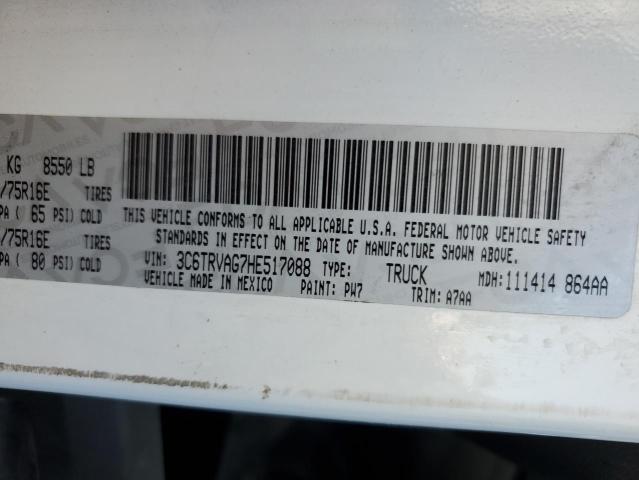 KG 8550 LB
/75R16E TIRES
PA ( 65 PSI) COLD
/75R16E TIRES
PA ( 80 PSI) COLD
THIS VEHICLE CONFORMS TO ALL APPLICABLE U.S.A. FEDERAL MOTOR VEHICLE SAFETY
STANDARDS IN EFFECT ON THE DATE OF MANUFACTURE SHOWN ABOVE.
VIN: 3C6TRVAG7HE517088 TYPE: TRUCK MDH:111414 864AA
VEHICLE MADE IN MEXICO PAINT: PW7 TRIM: A7AA